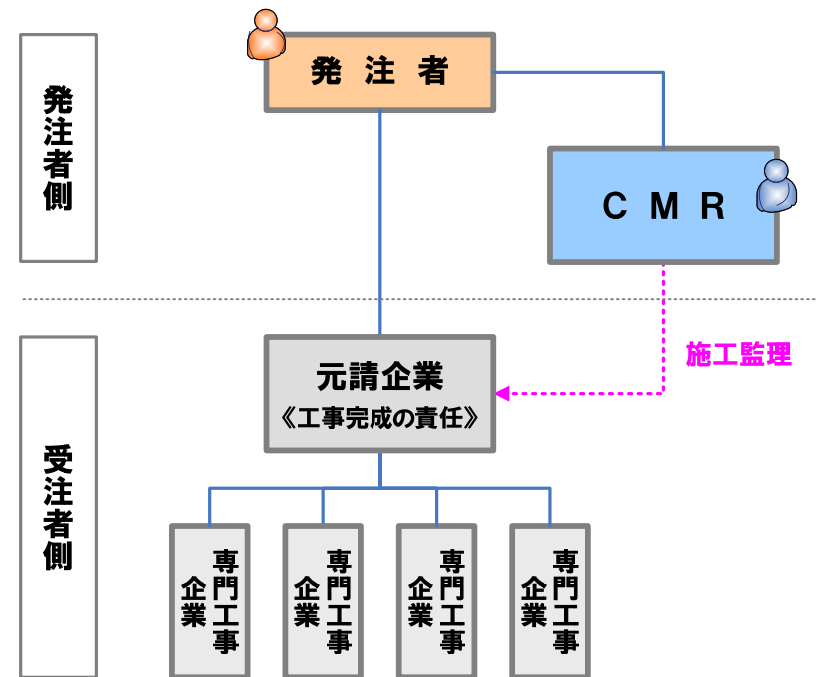 発注者側
発注者
CMR
施工監理
受注者側
元請企業
《工事完成の責任》
専門工事
企業
専門工事
企業
専門工事
企業
専門工事
企業